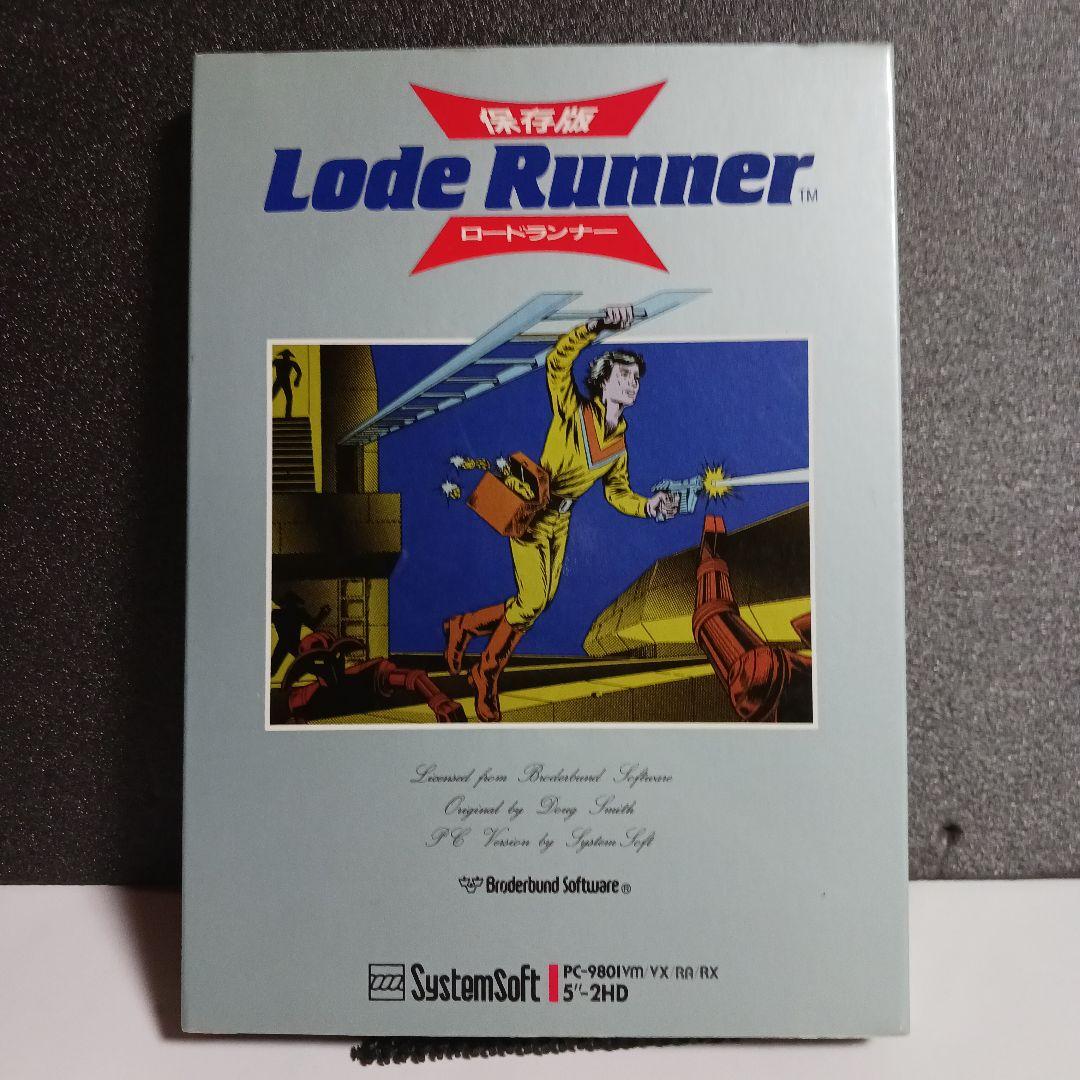 保存版
Lode Runner TM
ロードランナー
Licensed from Broderbund Software
Original by Doug Smith
PC Version by System Soft
Broderbund Software®
SystemSoft
PC-9801VM/VX/RA/RX
5"-2HD